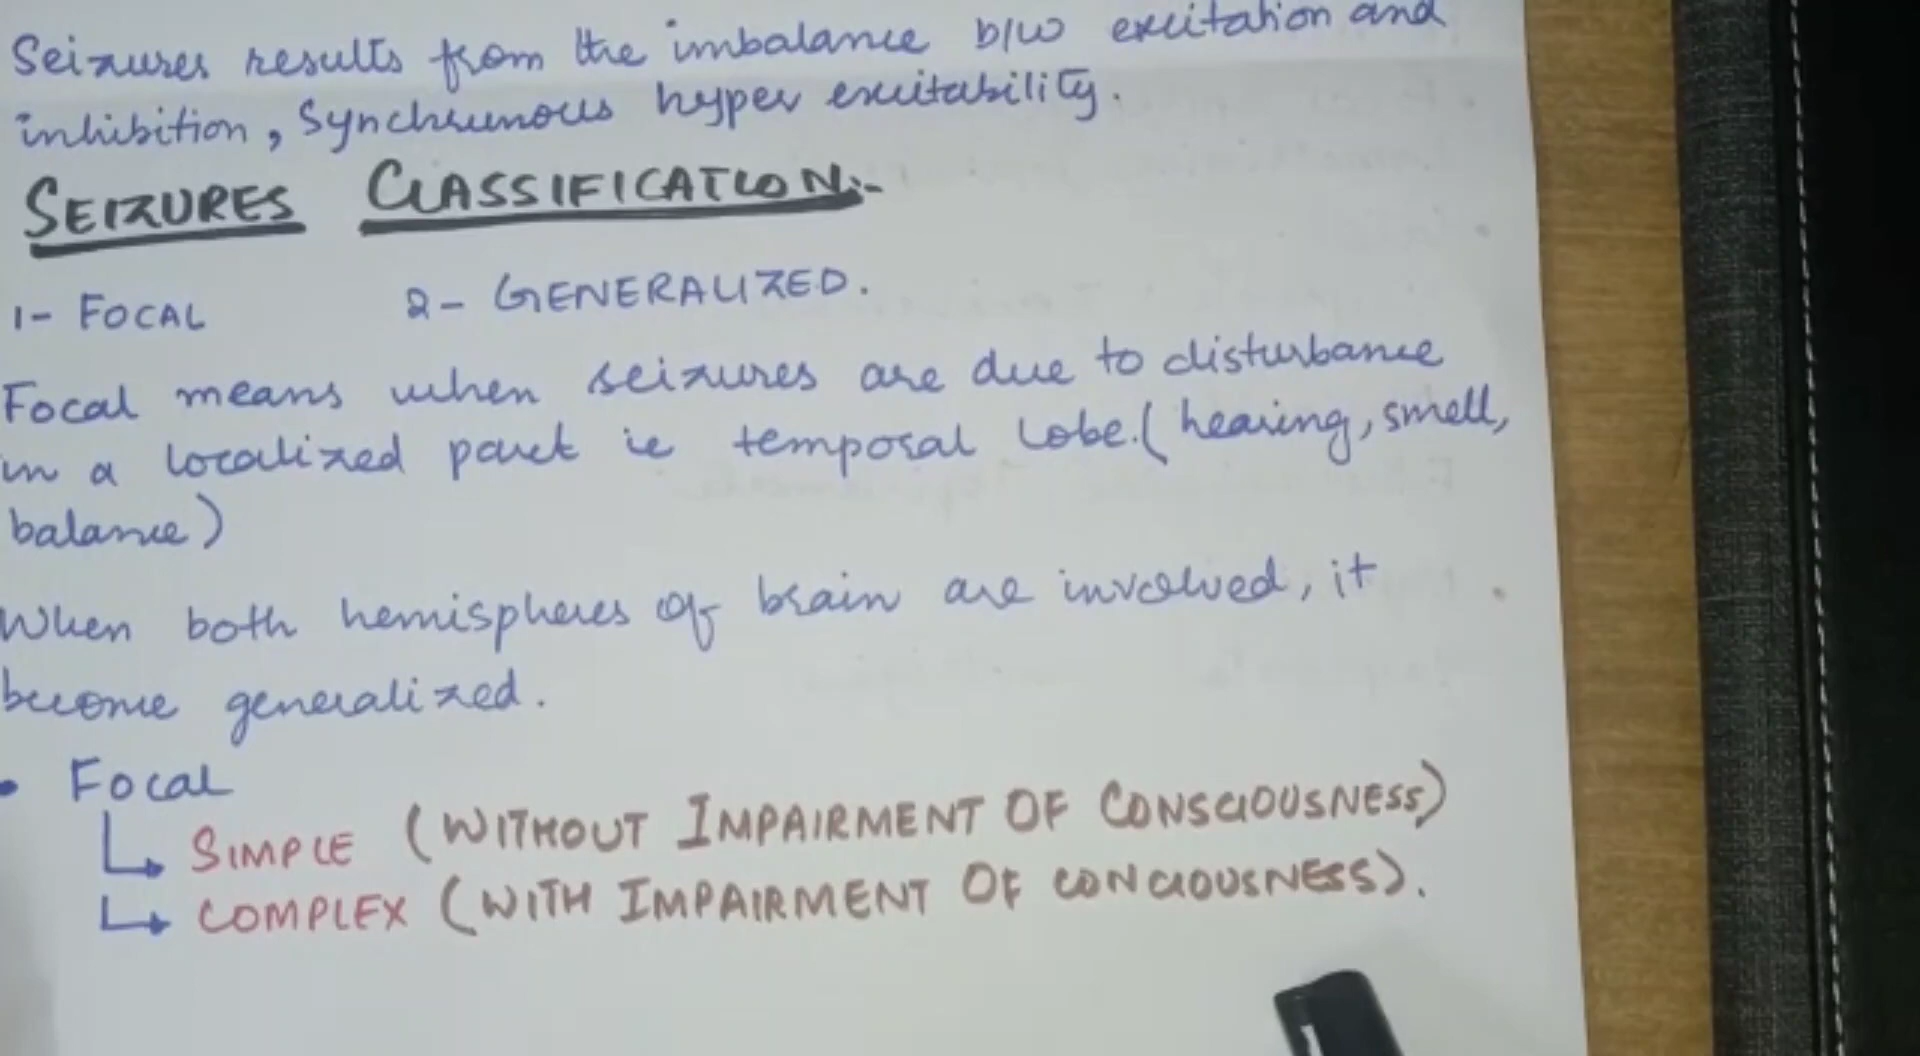 Seizures results from the imbalance b/w excitation and
inhibition, Synchrunous hyper excitability.
SEIZURES CLASSIFICATION:-
1- FOCAL 2- GENERALIZED.
Focal means when seizures are due to disturbance
in a localized part ie temporal lobe.(hearing, smell,
balance)
When both hemispheres of brain are involved, it
become generalized.
• Focal
↳ SIMPLE (WITHOUT IMPAIRMENT OF CONSCIOUSNESS)
↳ COMPLEX (WITH IMPAIRMENT OF CONCIOUSNESS).